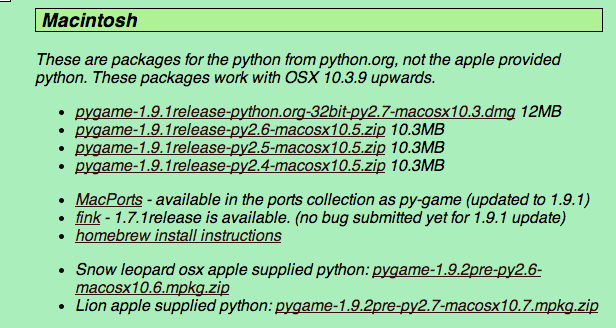 Macintosh
These are packages for the python from python.org, not the apple provided
python. These packages work with OSX 10.3.9 upwards.
• pygame-1.9.1release-python.org-32bit-py2.7-macosx10.3.dmg 12MB
• pygame-1.9.1release-py2.6-macosx10.5.zip 10.3MB
• pygame-1.9.1release-py2.5-macosx10.5.zip 10.3MB
• pygame-1.9.1release-py2.4-macosx10.5.zip 10.3MB
• MacPorts - available in the ports collection as py-game (updated to 1.9.1)
• fink - 1.7.1release is available. (no bug submitted yet for 1.9.1 update)
• homebrew install instructions
• Snow leopard osx apple supplied python: pygame-1.9.2pre-py2.6-
macosx10.6.mpkg.zip
• Lion apple supplied python: pygame-1.9.2pre-py2.7-macosx10.7.mpkg.zip